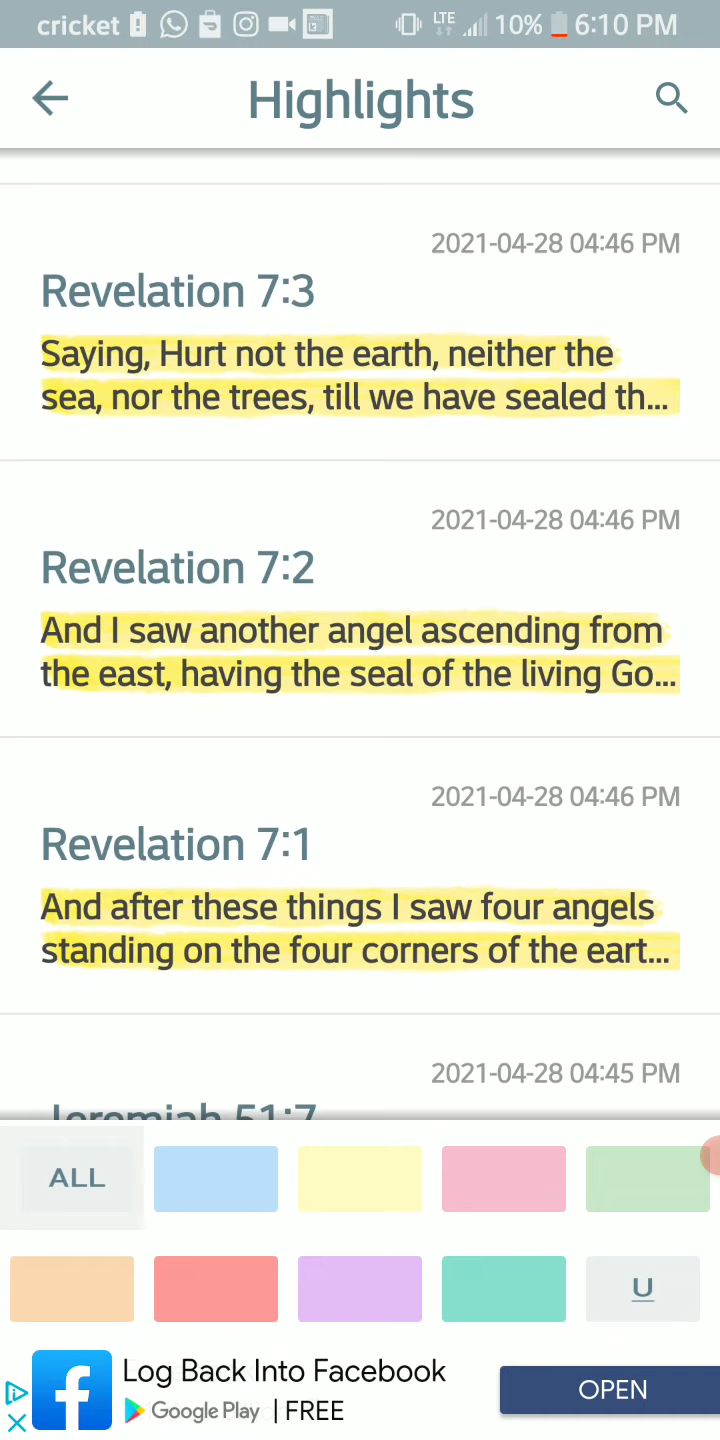 cricket LTE 10% 6:10 PM
Highlights
2021-04-28 04:46 PM
Revelation 7:3
Saying, Hurt not the earth, neither the
sea, nor the trees, till we have sealed th...
2021-04-28 04:46 PM
Revelation 7:2
And I saw another angel ascending from
the east, having the seal of the living Go...
2021-04-28 04:46 PM
Revelation 7:1
And after these things I saw four angels
standing on the four corners of the eart...
2021-04-28 04:45 PM
Jeremiah 51:7
ALL
U
Log Back Into Facebook
Google Play | FREE
OPEN